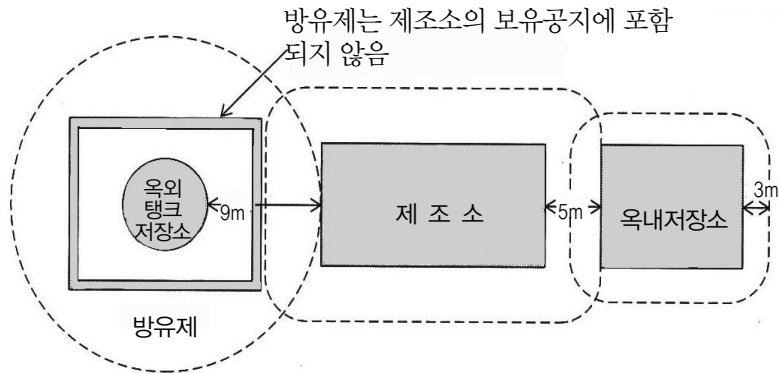 방유제는 제조소의 보유공지에 포함
되지 않음
옥외
탱크
저장소
9m
제 조 소
5m
옥내저장소
3m
방유제